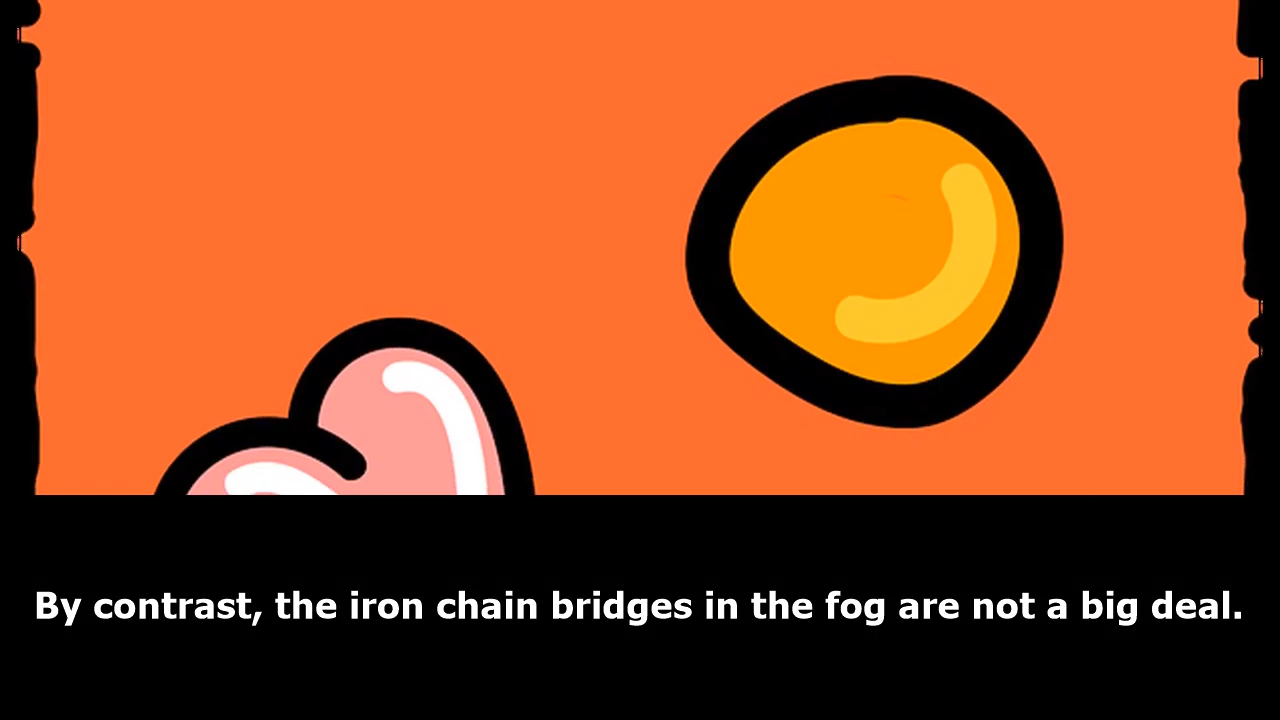 By contrast, the iron chain bridges in the fog are not a big deal.